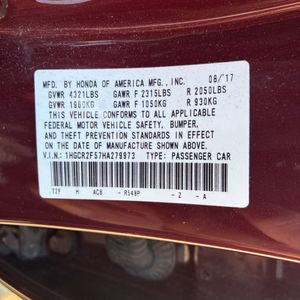 MFD. BY HONDA OF AMERICA MFG., INC. 08/17
GVWR 4321LBS GAWR F 2315LBS R 2050LBS
GVWR 1960KG GAWR F 1050KG R 930KG
THIS VEHICLE CONFORMS TO ALL APPLICABLE
FEDERAL MOTOR VEHICLE SAFETY, BUMPER,
AND THEFT PREVENTION STANDARDS IN EFFECT
ON THE DATE OF MANUFACTURE SHOWN ABOVE.
V.I.N.: 1HGCR2F57HA279973 TYPE: PASSENGER CAR
H AC8 - R548P - Z - A